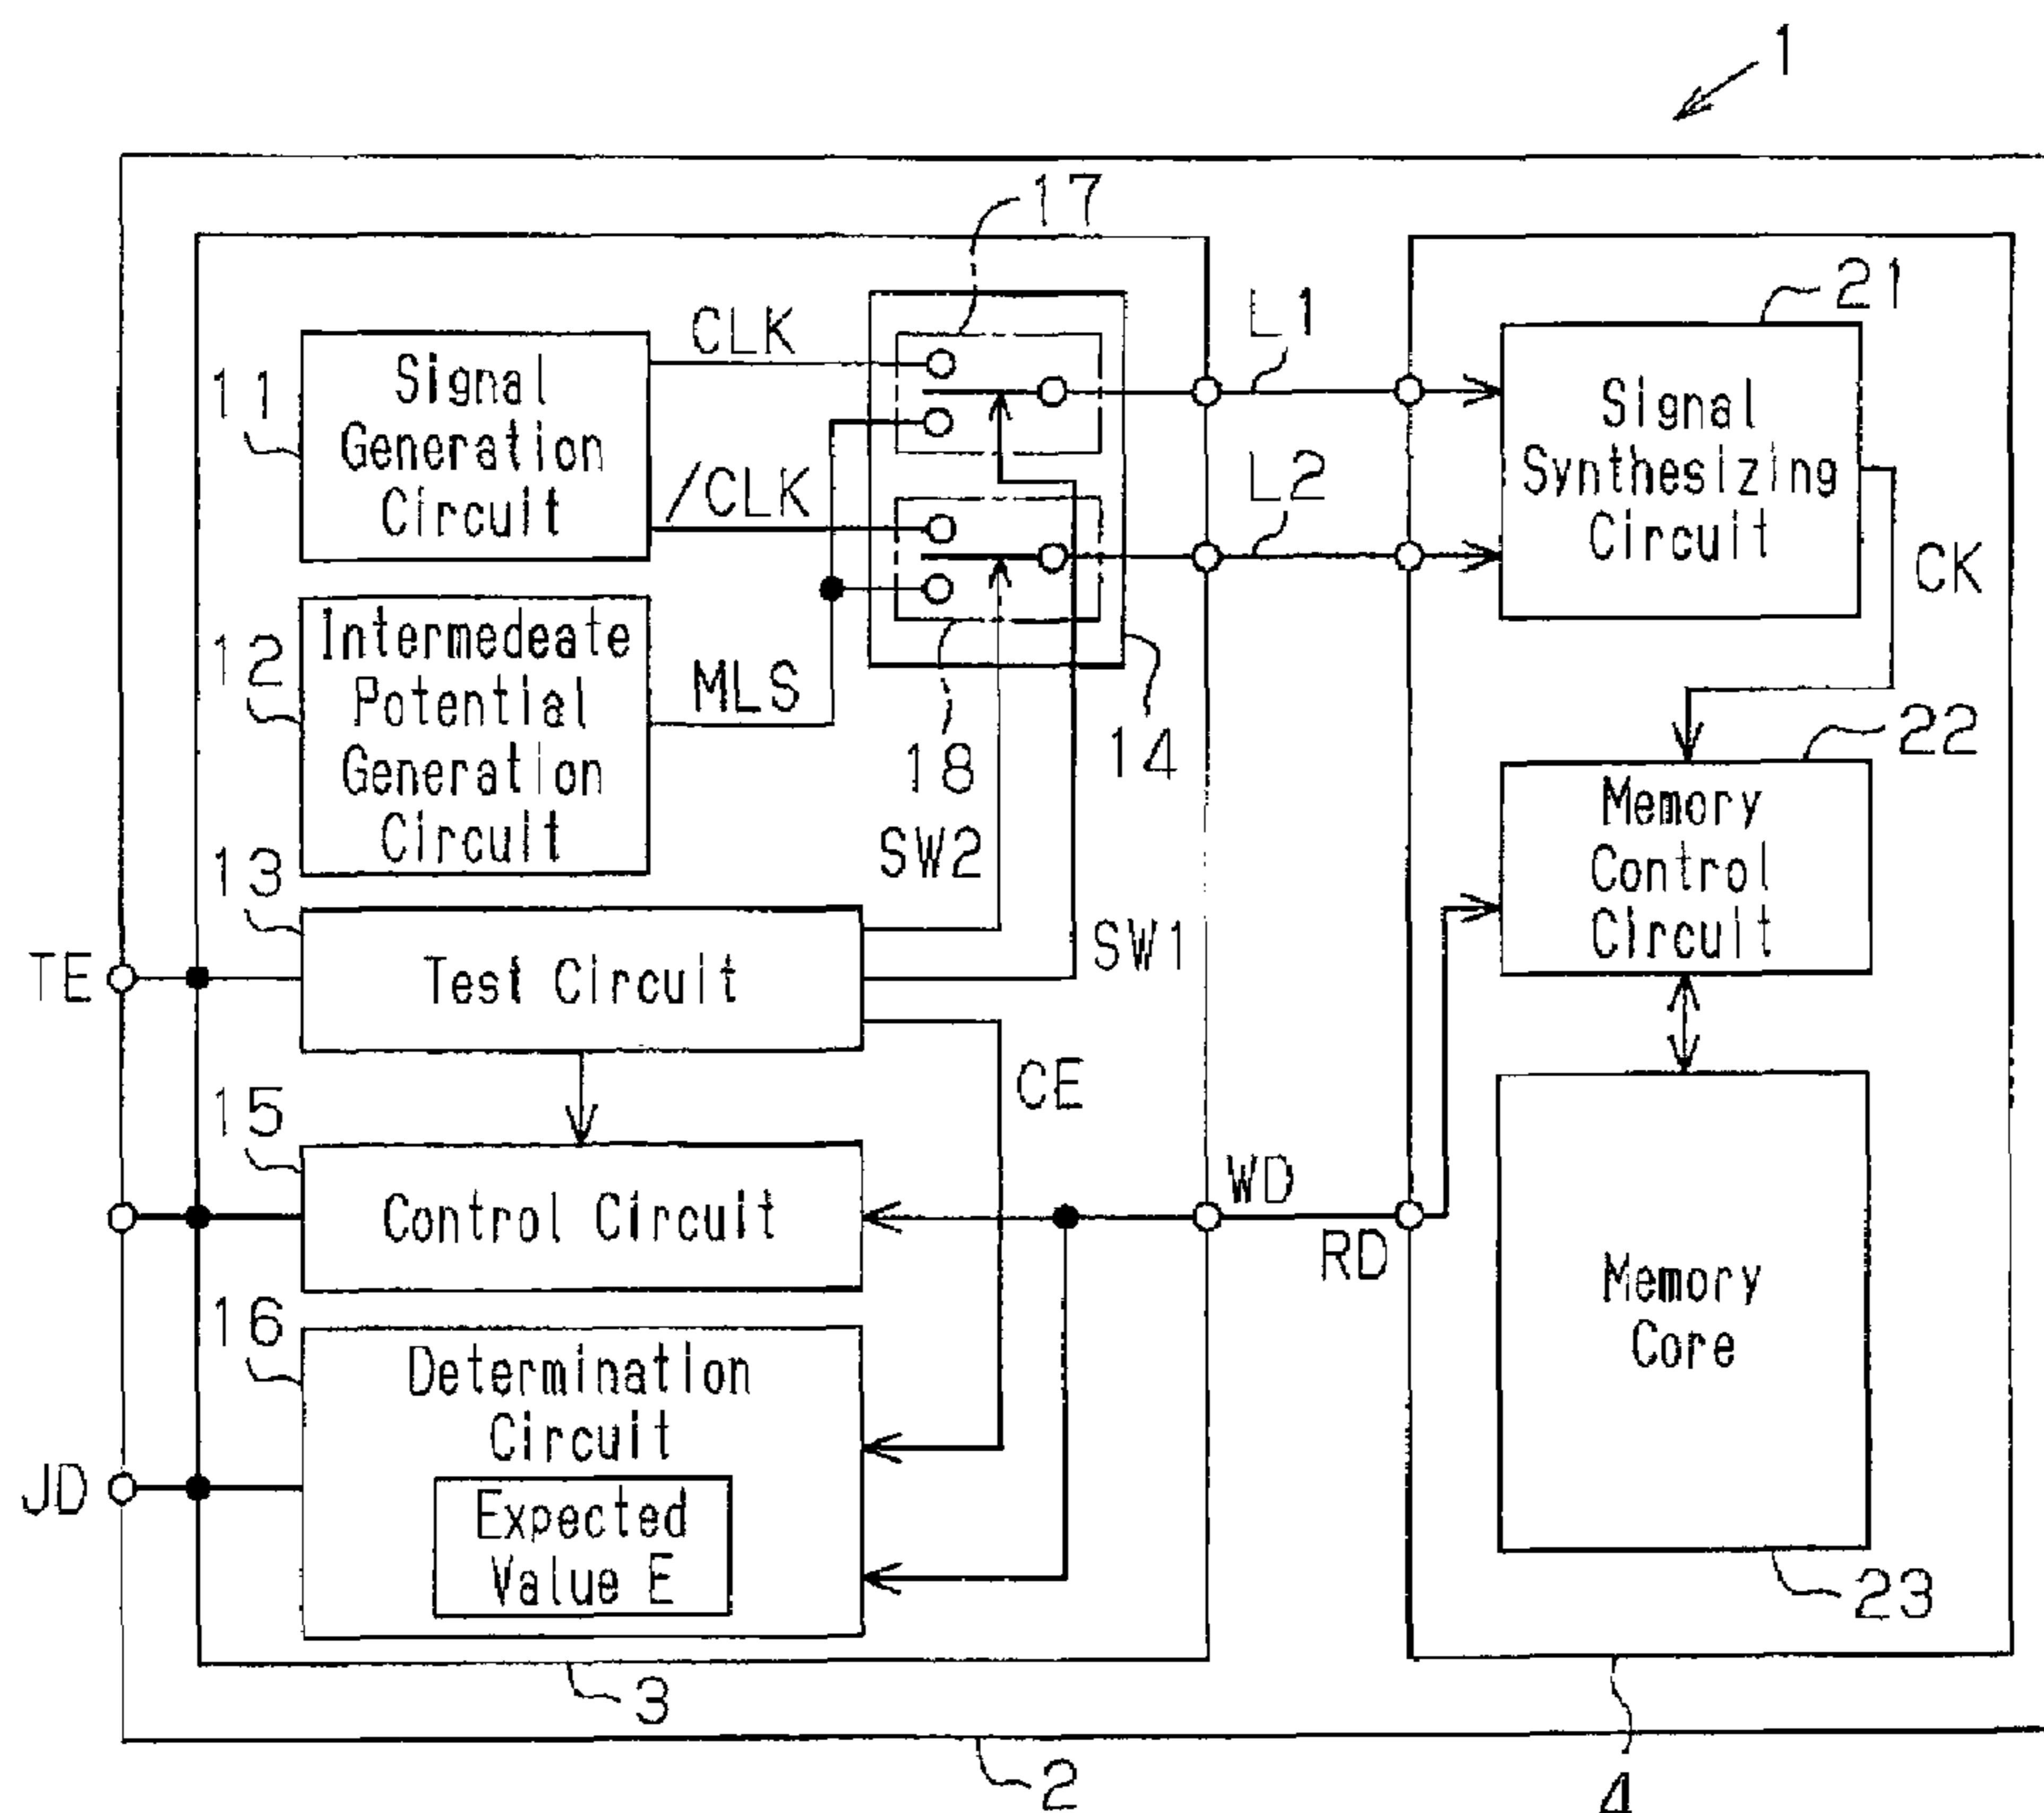 1
17
CLK
L1
21
11
Signal
Generation
Circuit
/CLK
L2
Signal
Synthesizing
Circuit
CK
12
Intermedeate
Potential
Generation
Circuit
MLS
18
14
22
SW2
Memory
Control
Circuit
13
Test Circuit
SW1
TE
CE
15
Control Circuit
WD
RD
Memory
Core
16
Determination
Circuit
JD
Expected
Value E
23
3
2
4